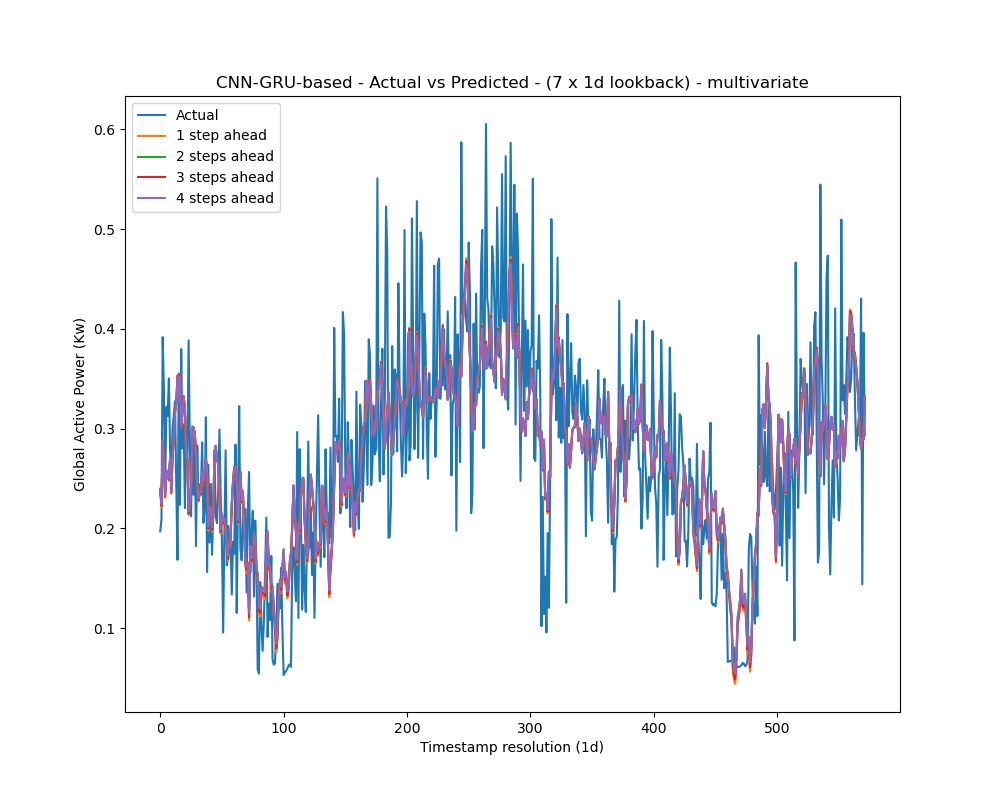 CNN-GRU-based - Actual vs Predicted - (7 x 1d lookback) - multivariate
Actual
1 step ahead
2 steps ahead
3 steps ahead
4 steps ahead
Global Active Power (Kw)
0.6
0.5
0.4
0.3
0.2
0.1
0 100 200 300 400 500
Timestamp resolution (1d)